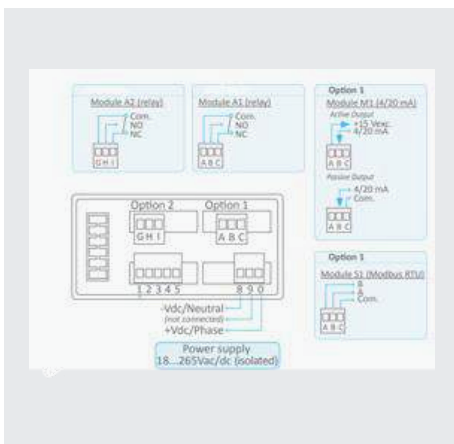 Module A2 (relay)
Com.
NO
NC
G H I
Module A1 (relay)
Com.
NO
NC
A B C
Option 1
Module M1 (4/20 mA)
Active Output
+15 Vexc.
4/20 mA
A B C
Passive Output
4/20 mA
Com.
A B C
Option 2
G H I
Option 1
A B C
1 2 3 4 5
8 9 0
-Vdc/Neutral
(not connected)
+Vdc/Phase
Power supply
18...265Vac/dc (isolated)
Option 1
Module S1 (Modbus RTU)
B
A
Com.
A B C